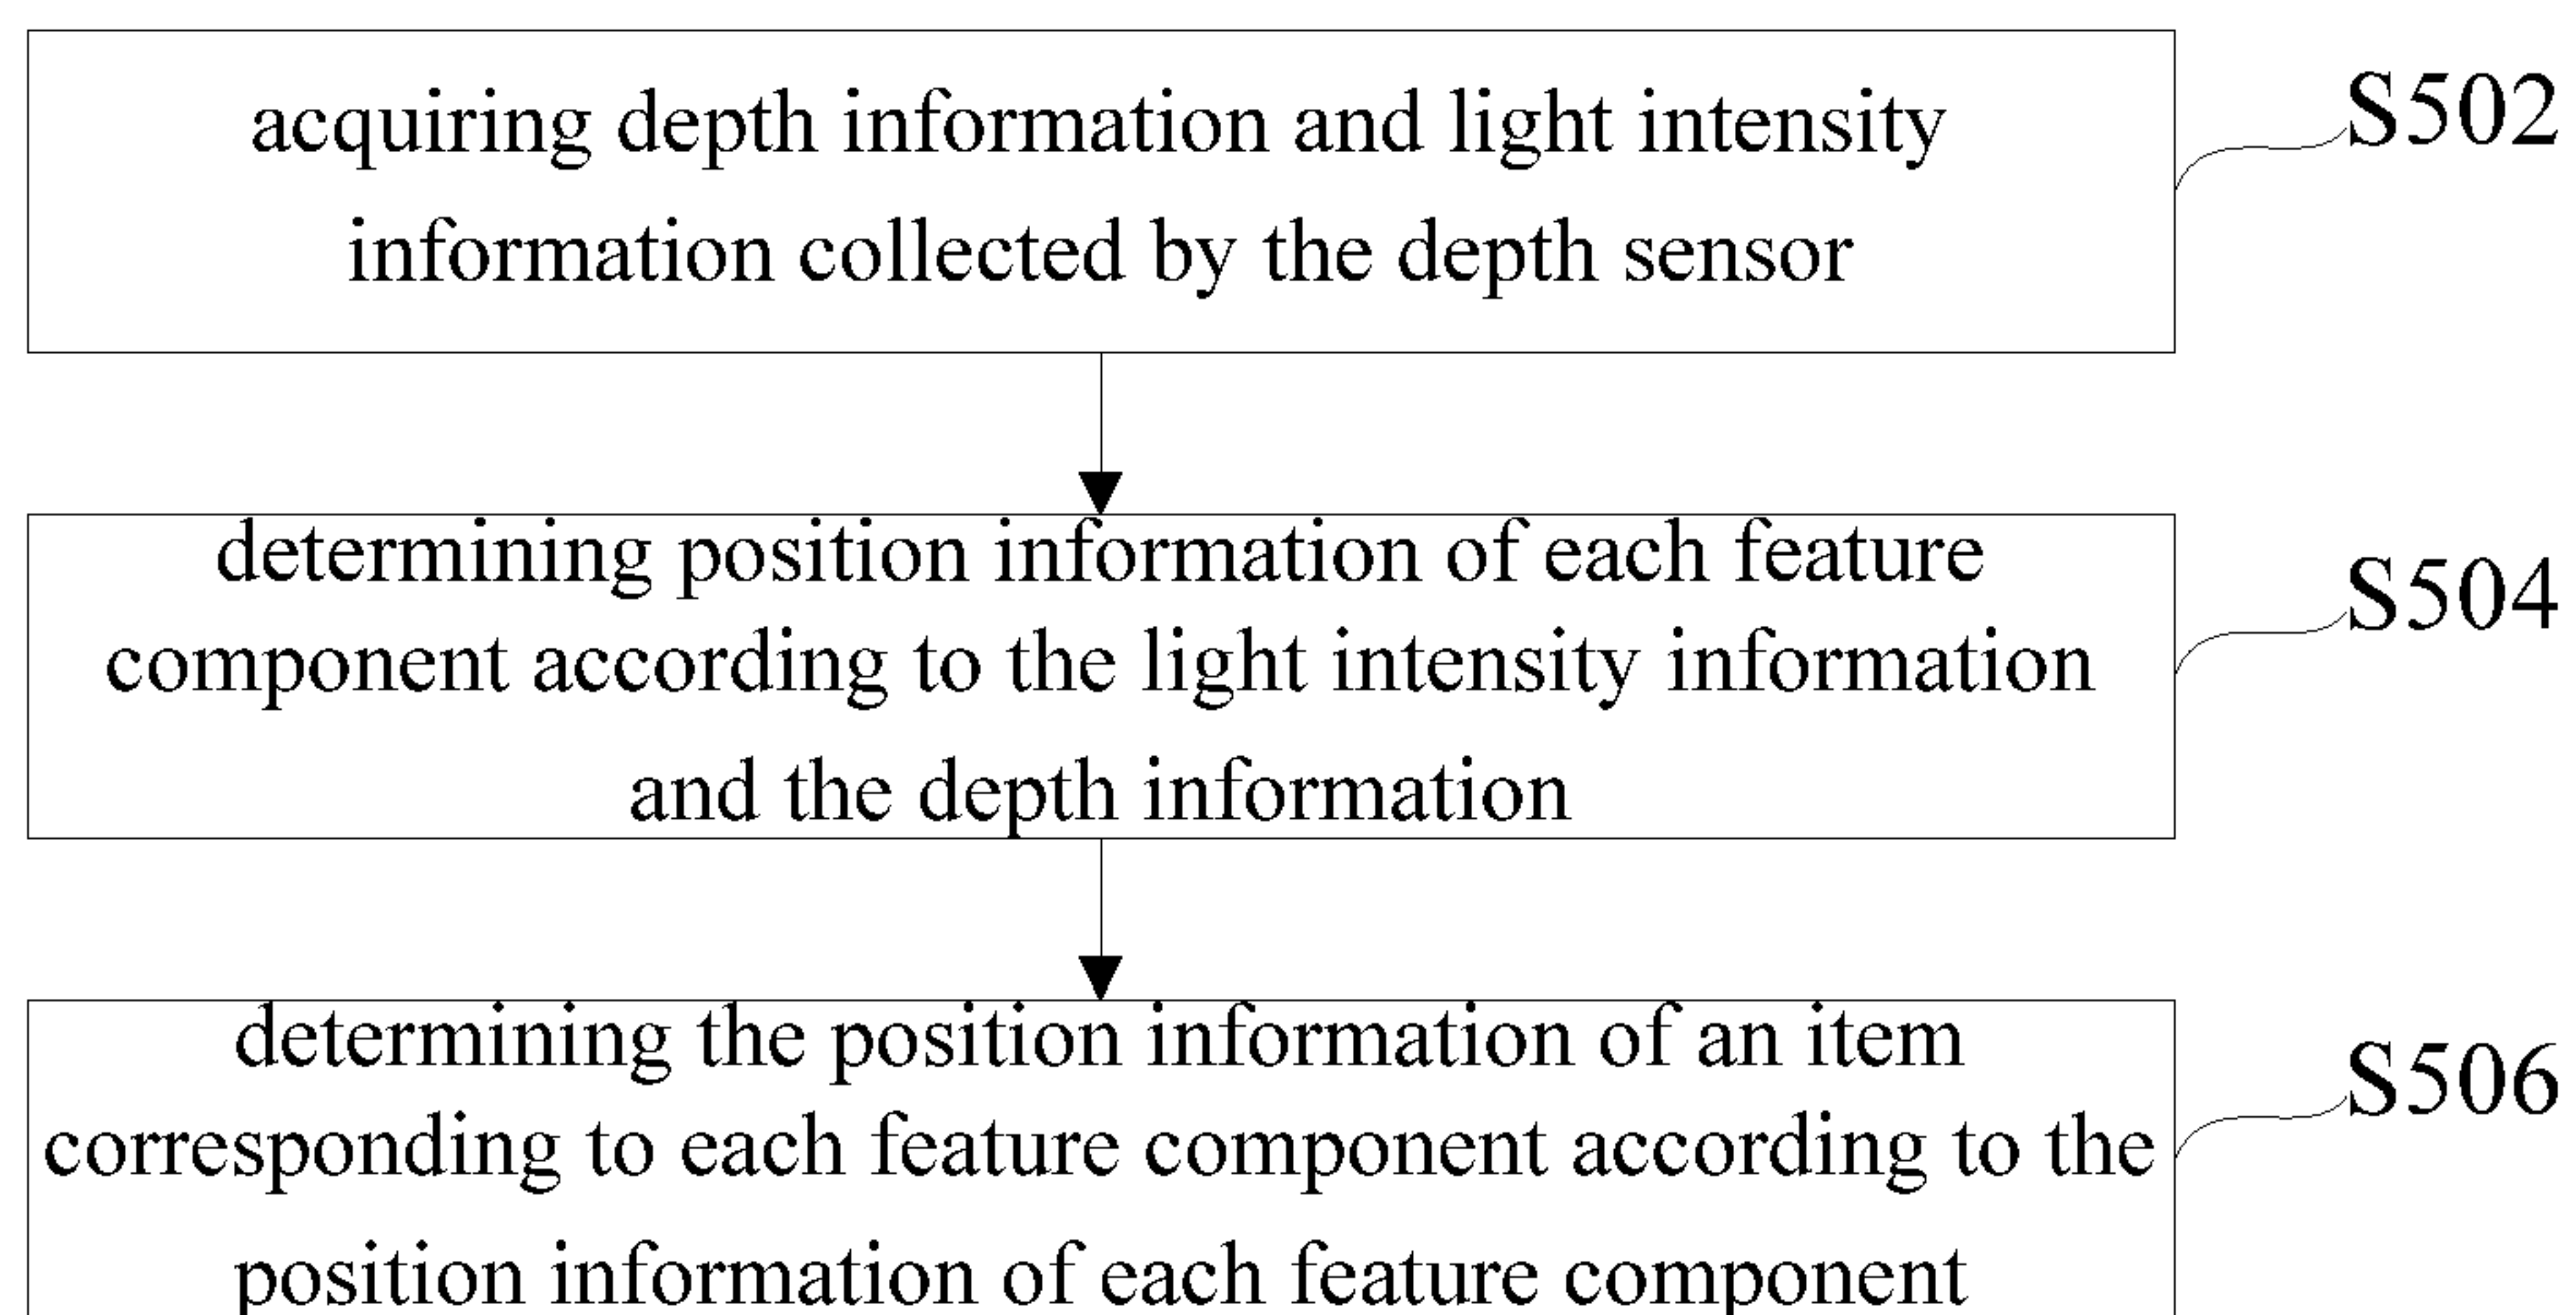 acquiring depth information and light intensity
information collected by the depth sensor
S502
determining position information of each feature
component according to the light intensity information
and the depth information
S504
determining the position information of an item
corresponding to each feature component according to the
position information of each feature component
S506